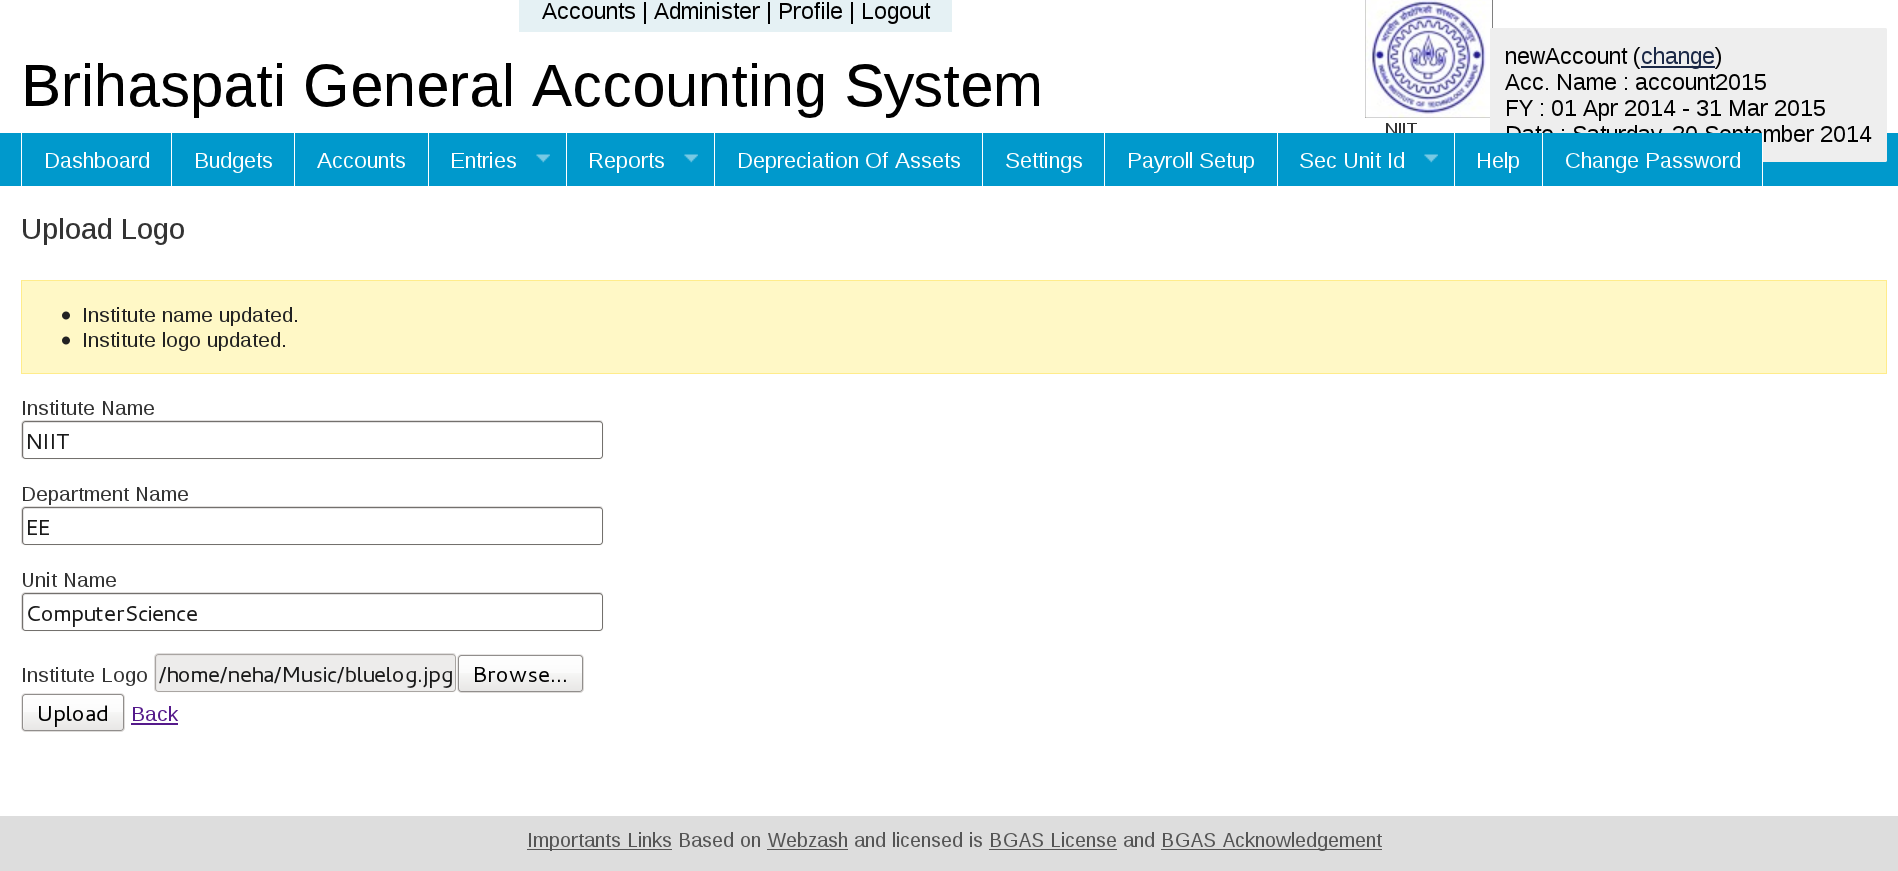 Accounts | Administer | Profile | Logout
Brihaspati General Accounting System
NIIT
newAccount (change)
Acc. Name : account2015
FY : 01 Apr 2014 - 31 Mar 2015
Date : Saturday, 20 September 2014
Dashboard Budgets Accounts Entries Reports Depreciation Of Assets Settings Payroll Setup Sec Unit Id Help Change Password
Upload Logo
Institute name updated.
Institute logo updated.
Institute Name
NIIT
Department Name
EE
Unit Name
ComputerScience
Institute Logo /home/neha/Music/bluelog.jpg Browse...
Upload Back
Importants Links Based on Webzash and licensed is BGAS License and BGAS Acknowledgement